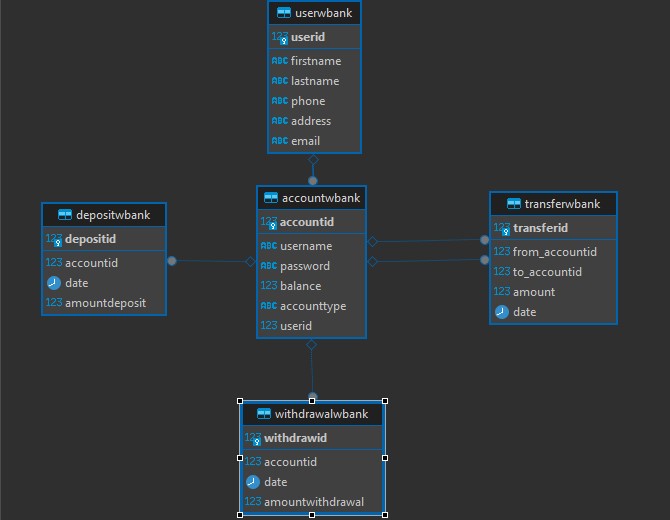 userwbank
123 userid
ABC firstname
ABC lastname
ABC phone
ABC address
ABC email
accountwbank
123 accountid
ABC username
ABC password
123 balance
ABC accounttype
123 userid
depositwbank
123 depositid
123 accountid
date
123 amountdeposit
transferwbank
123 transferid
123 from_accountid
123 to_accountid
123 amount
date
withdrawalwbank
123 withdrawid
123 accountid
date
123 amountwithdrawal